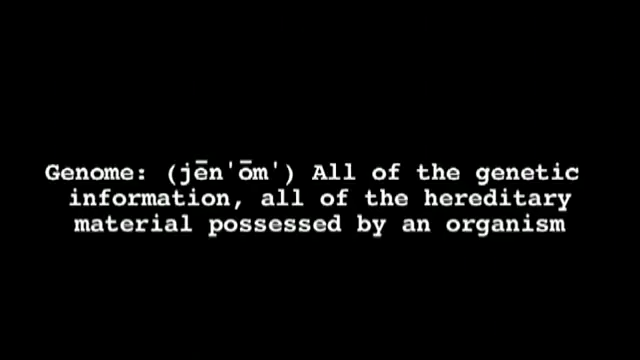 Genome: (jēn'ōm') All of the genetic
information, all of the hereditary
material possessed by an organism